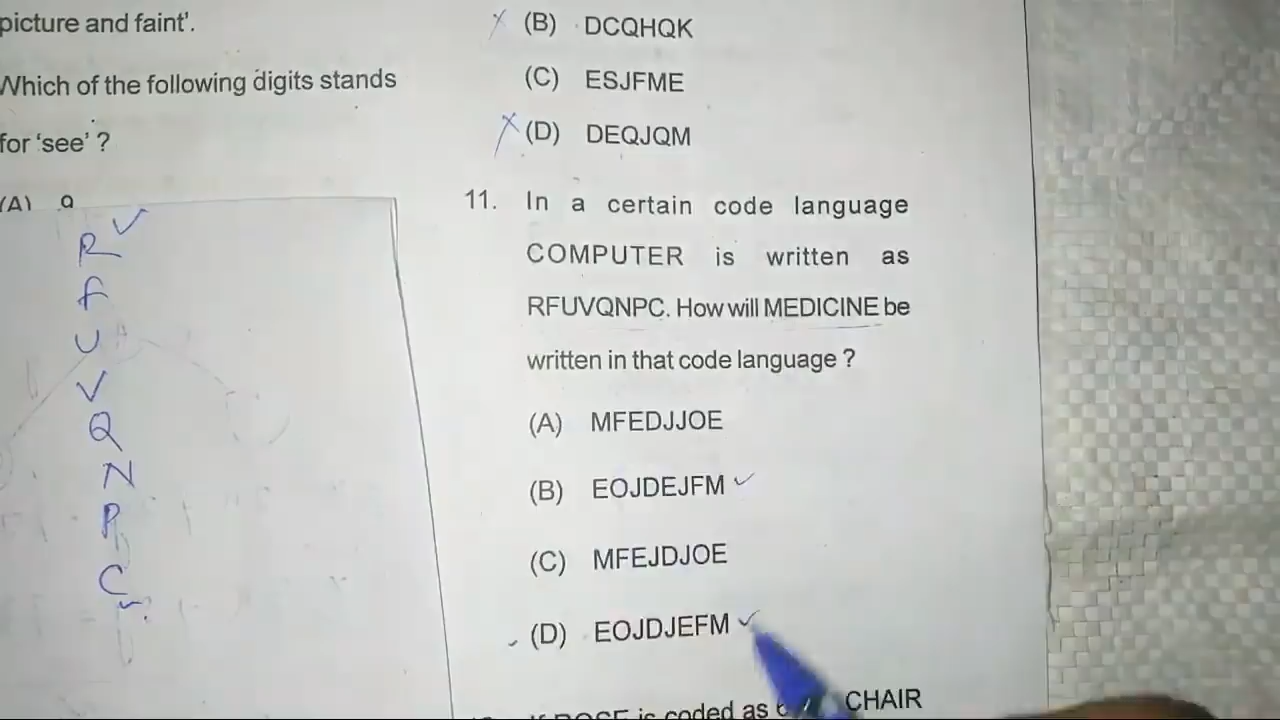 picture and faint'.
Which of the following digits stands
for 'see' ?
(A) 9
R
F
U
V
Q
N
P
C
(B) DCQHQK
(C) ESJFME
(D) DEQJQM
11. In a certain code language
COMPUTER is written as
RFUVQNPC. How will MEDICINE be
written in that code language ?
(A) MFEDJJOE
(B) EOJDEJFM
(C) MFEJDJOE
(D) EOJDJEFM
is coded as CHAIR